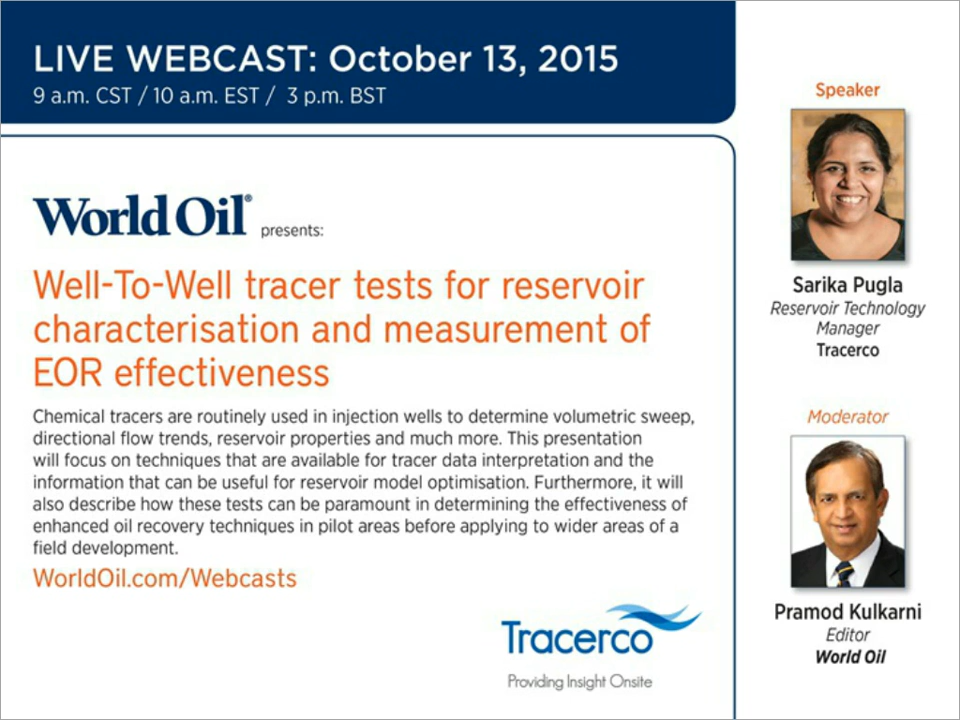 LIVE WEBCAST: October 13, 2015
9 a.m. CST / 10 a.m. EST / 3 p.m. BST
World Oil® presents:
Well-To-Well tracer tests for reservoir
characterisation and measurement of
EOR effectiveness
Chemical tracers are routinely used in injection wells to determine volumetric sweep,
directional flow trends, reservoir properties and much more. This presentation
will focus on techniques that are available for tracer data interpretation and the
information that can be useful for reservoir model optimisation. Furthermore, it will
also describe how these tests can be paramount in determining the effectiveness of
enhanced oil recovery techniques in pilot areas before applying to wider areas of a
field development.
WorldOil.com/Webcasts
Tracerco
Providing Insight Onsite
Speaker
Sarika Pugla
Reservoir Technology
Manager
Tracerco
Moderator
Pramod Kulkarni
Editor
World Oil